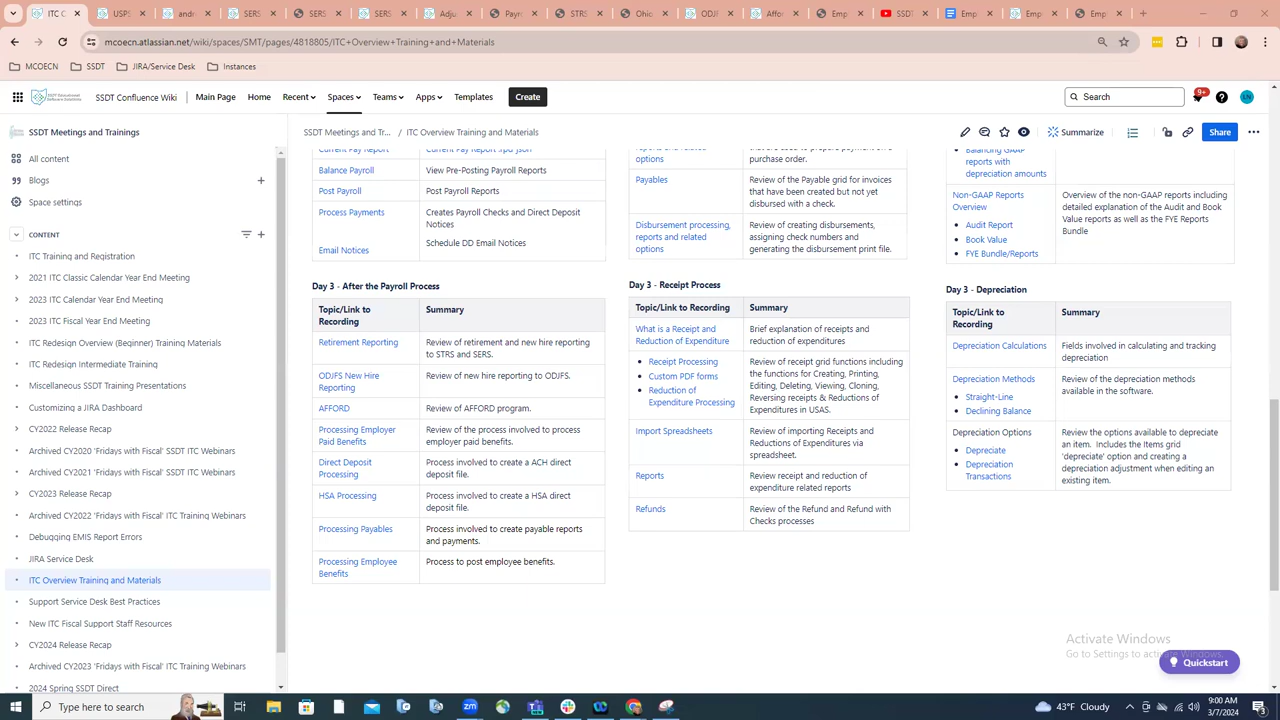 ITC
UPS
andr
USPS
SERS
SERS
SERS
Adju
Payro
STRS
Ohio
ODJF
Affor
Emp
SSDT
Emp
Emp
Emp
mcoecn.atlassian.net/wiki/spaces/SMT/pages/4818805/ITC+Overview+Training+and+Materials
MCOECN
SSDT
JIRA/Service Desk
Instances
SSDT Confluence Wiki
Main Page
Home
Recent
Spaces
Teams
Apps
Templates
Create
Search
9+
SSDT Meetings and Trainings
SSDT Meetings and Tr... / ITC Overview Training and Materials
Summarize
Share
All content
Blogs
Space settings
CONTENT
ITC Training and Registration
2021 ITC Classic Calendar Year End Meeting
2023 ITC Calendar Year End Meeting
2023 ITC Fiscal Year End Meeting
ITC Redesign Overview (Beginner) Training Materials
ITC Redesign Intermediate Training
Miscellaneous SSDT Training Presentations
Customizing a JIRA Dashboard
CY2022 Release Recap
Archived CY2020 'Fridays with Fiscal' SSDT ITC Webinars
Archived CY2021 'Fridays with Fiscal' SSDT ITC Webinars
CY2023 Release Recap
Archived CY2022 'Fridays with Fiscal' ITC Training Webinars
Debugging EMIS Report Errors
JIRA Service Desk
ITC Overview Training and Materials
Support Service Desk Best Practices
New ITC Fiscal Support Staff Resources
CY2024 Release Recap
Archived CY2023 'Fridays with Fiscal' ITC Training Webinars
2024 Spring SSDT Direct
Current Pay Report
Current Pay Report .rpd json
Balance Payroll
View Pre-Posting Payroll Reports
Post Payroll
Post Payroll Reports
Process Payments
Creates Payroll Checks and Direct Deposit
Notices
Email Notices
Schedule DD Email Notices
Day 3 - After the Payroll Process
Topic/Link to
Recording
Summary
Retirement Reporting
Review of retirement and new hire reporting
to STRS and SERS.
ODJFS New Hire
Reporting
Review of new hire reporting to ODJFS.
AFFORD
Review of AFFORD program.
Processing Employer
Paid Benefits
Review of the process involved to process
employer paid benefits.
Direct Deposit
Processing
Process involved to create a ACH direct
deposit file.
HSA Processing
Process involved to create a HSA direct
deposit file.
Processing Payables
Process involved to create payable reports
and payments.
Processing Employee
Benefits
Process to post employee benefits.
reports and related
options
purchase order.
Payables
Review of the Payable grid for invoices
that have been created but not yet
disbursed with a check.
Disbursement processing,
reports and related
options
Review of creating disbursements,
assigning check numbers and
generating the disbursement print file.
Day 3 - Receipt Process
Topic/Link to Recording
Summary
What is a Receipt and
Reduction of Expenditure
Brief explanation of receipts and
reduction of expenditures
Receipt Processing
Custom PDF forms
Reduction of
Expenditure Processing
Review of receipt grid functions including
the functions for Creating, Printing,
Editing, Deleting, Viewing, Cloning,
Reversing receipts & Reductions of
Expenditures in USAS.
Import Spreadsheets
Review of importing Receipts and
Reductions of Expenditures via
spreadsheet.
Reports
Review receipt and reduction of
expenditure related reports
Refunds
Review of the Refund and Refund with
Checks processes
Balancing GAAP
reports with
depreciation amounts
Non-GAAP Reports
Overview
Audit Report
Book Value
FYE Bundle/Reports
Overview of the non-GAAP reports including
detailed explanation of the Audit and Book
Value reports as well as the FYE Reports
Bundle
Day 3 - Depreciation
Topic/Link to
Recording
Summary
Depreciation Calculations
Fields involved in calculating and tracking
depreciation
Depreciation Methods
Straight-Line
Declining Balance
Review of the depreciation methods
available in the software.
Depreciation Options
Depreciate
Depreciation
Transactions
Review the options available to depreciate
an item. Includes the Items grid
'depreciate' option and creating a
depreciation adjustment when editing an
existing item.
Activate Windows
Go to Settings to activate Windows.
Quickstart
Type here to search
43°F Cloudy
9:00 AM
3/7/2024